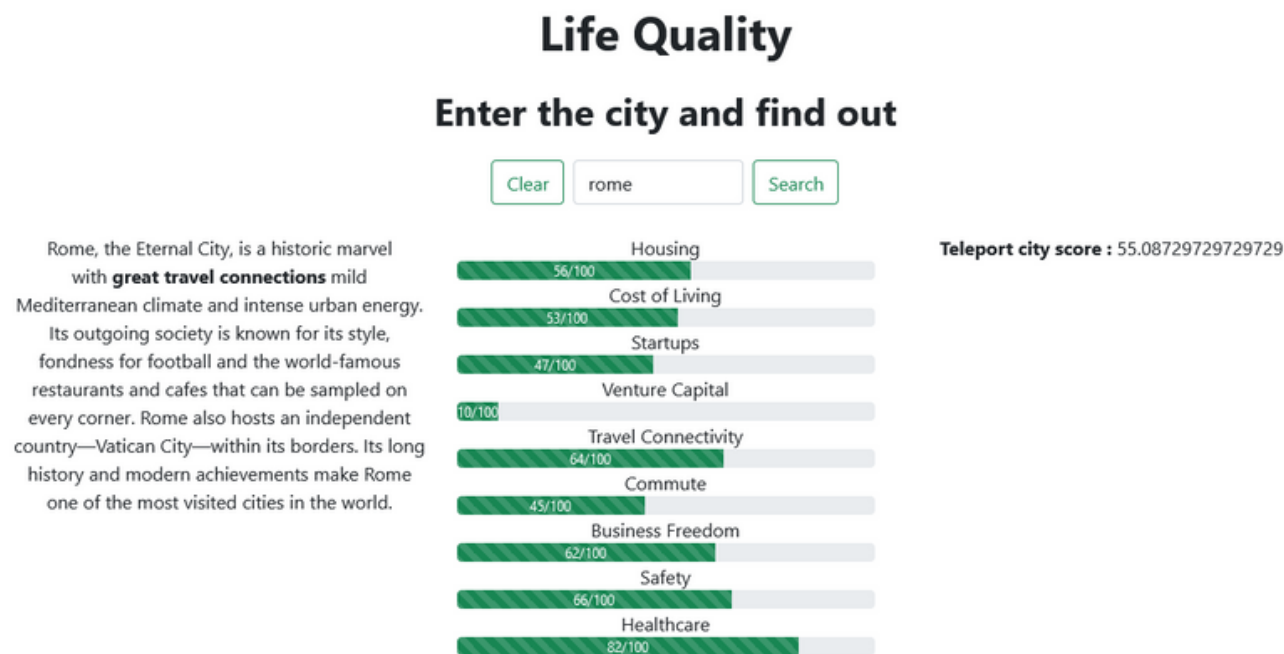 Life Quality
Enter the city and find out
Clear
rome
Search
Rome, the Eternal City, is a historic marvel
with great travel connections mild
Mediterranean climate and intense urban energy.
Its outgoing society is known for its style,
fondness for football and the world-famous
restaurants and cafes that can be sampled on
every corner. Rome also hosts an independent
country—Vatican City—within its borders. Its long
history and modern achievements make Rome
one of the most visited cities in the world.
Housing
56/100
Cost of Living
53/100
Startups
47/100
Venture Capital
10/100
Travel Connectivity
64/100
Commute
45/100
Business Freedom
62/100
Safety
66/100
Healthcare
82/100
Teleport city score : 55.08729729729729